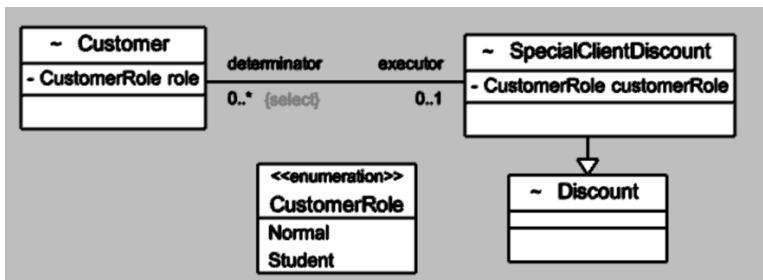 ~ Customer
- CustomerRole role
determinator
executor
0..* {select}
0..1
~ SpecialClientDiscount
- CustomerRole customerRole
<<enumeration>>
CustomerRole
Normal
Student
~ Discount